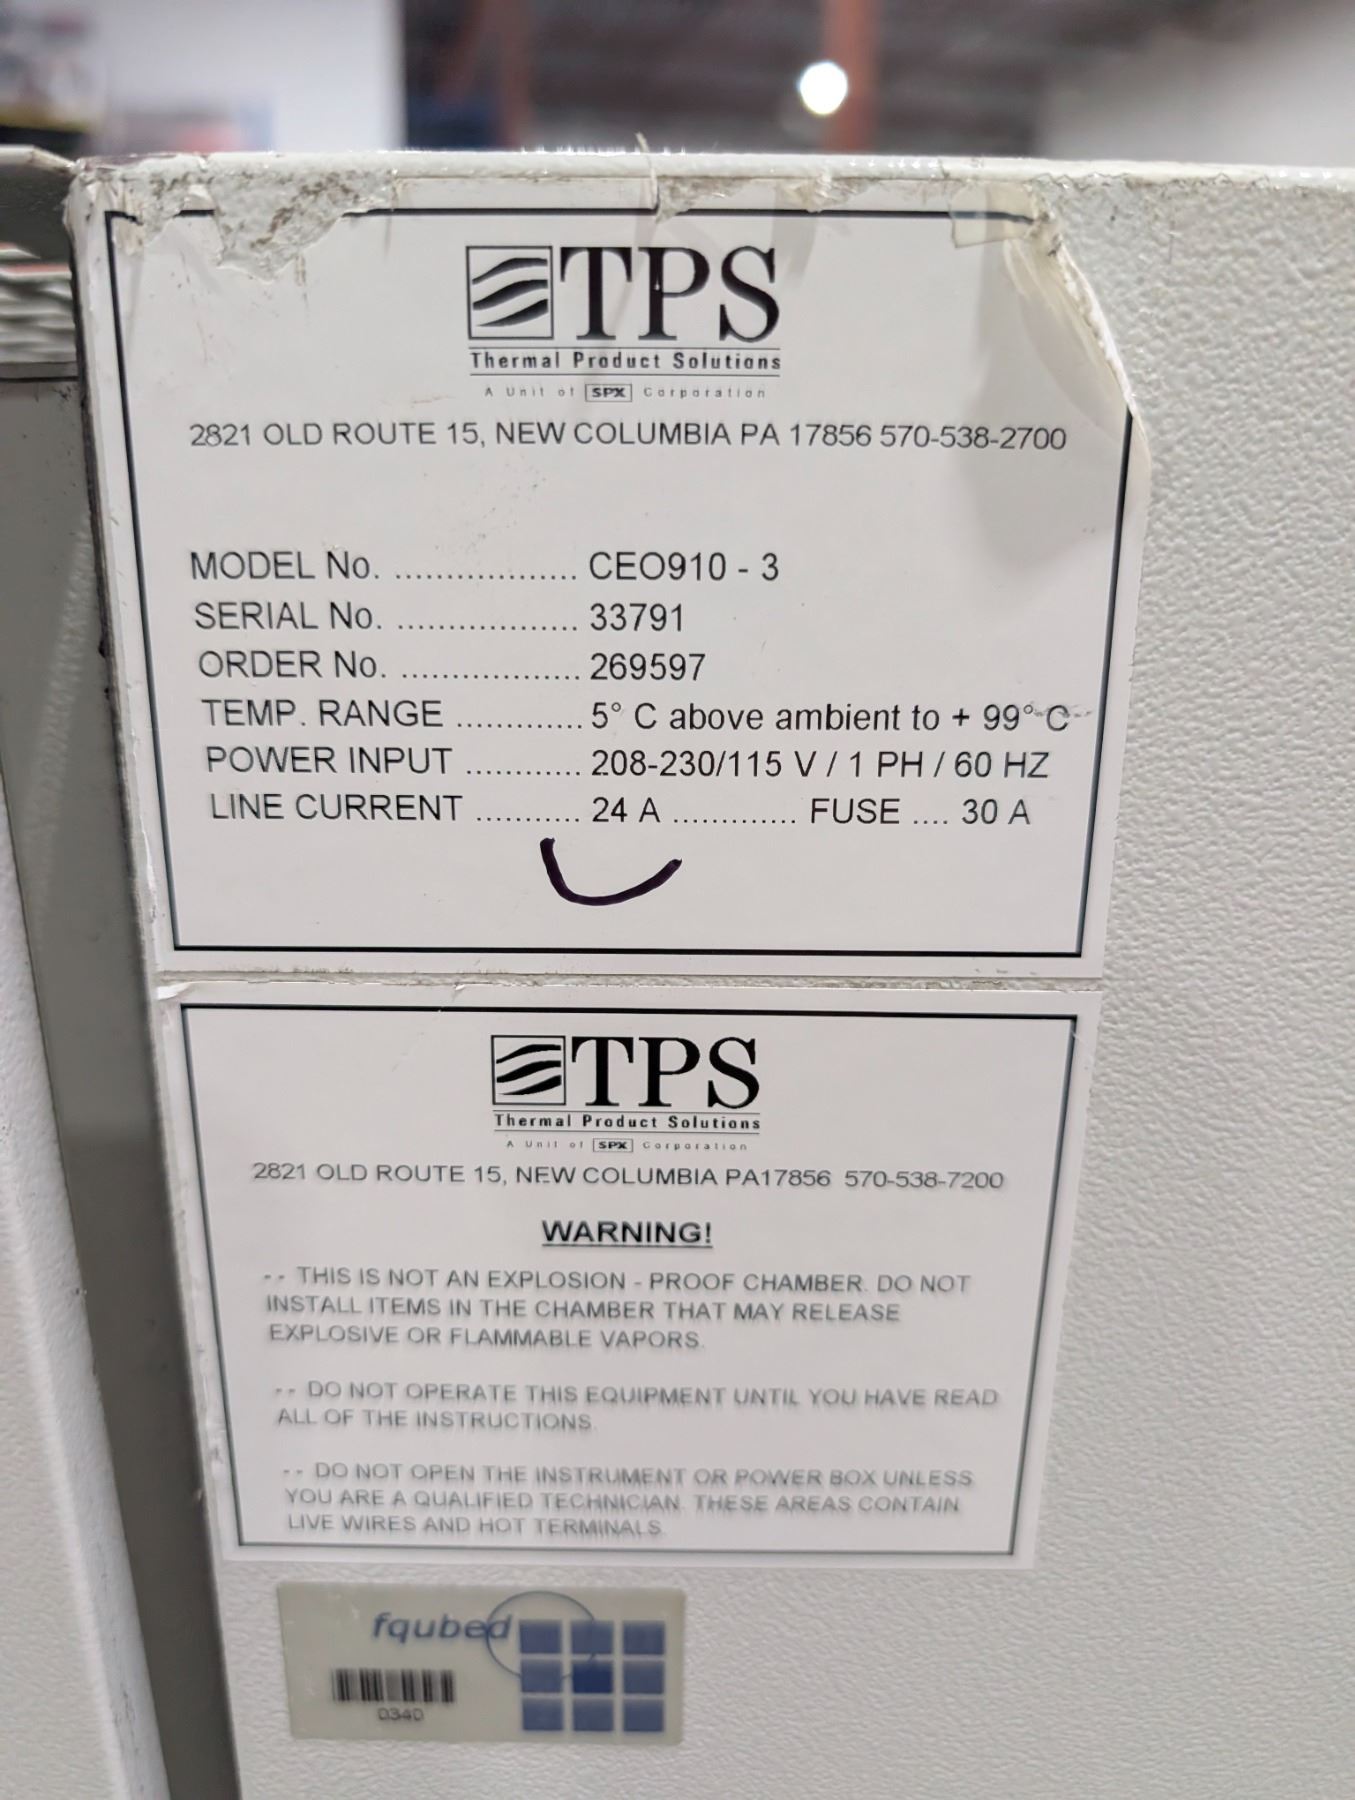 TPS
Thermal Product Solutions
A Unit of SPX Corporation
2821 OLD ROUTE 15, NEW COLUMBIA PA 17856 570-538-2700
MODEL No. .................. CEO910 - 3
SERIAL No. .................. 33791
ORDER No. .................. 269597
TEMP. RANGE ............. 5° C above ambient to + 99° C
POWER INPUT ........... 208-230/115 V / 1 PH / 60 HZ
LINE CURRENT ........... 24 A ............. FUSE .... 30 A
TPS
Thermal Product Solutions
A Unit of SPX Corporation
2821 OLD ROUTE 15, NEW COLUMBIA PA17856 570-538-7200
WARNING!
-- THIS IS NOT AN EXPLOSION - PROOF CHAMBER. DO NOT
INSTALL ITEMS IN THE CHAMBER THAT MAY RELEASE
EXPLOSIVE OR FLAMMABLE VAPORS.
-- DO NOT OPERATE THIS EQUIPMENT UNTIL YOU HAVE READ
ALL OF THE INSTRUCTIONS.
-- DO NOT OPEN THE INSTRUMENT OR POWER BOX UNLESS
YOU ARE A QUALIFIED TECHNICIAN. THESE AREAS CONTAIN
LIVE WIRES AND HOT TERMINALS.
fqubed
0340